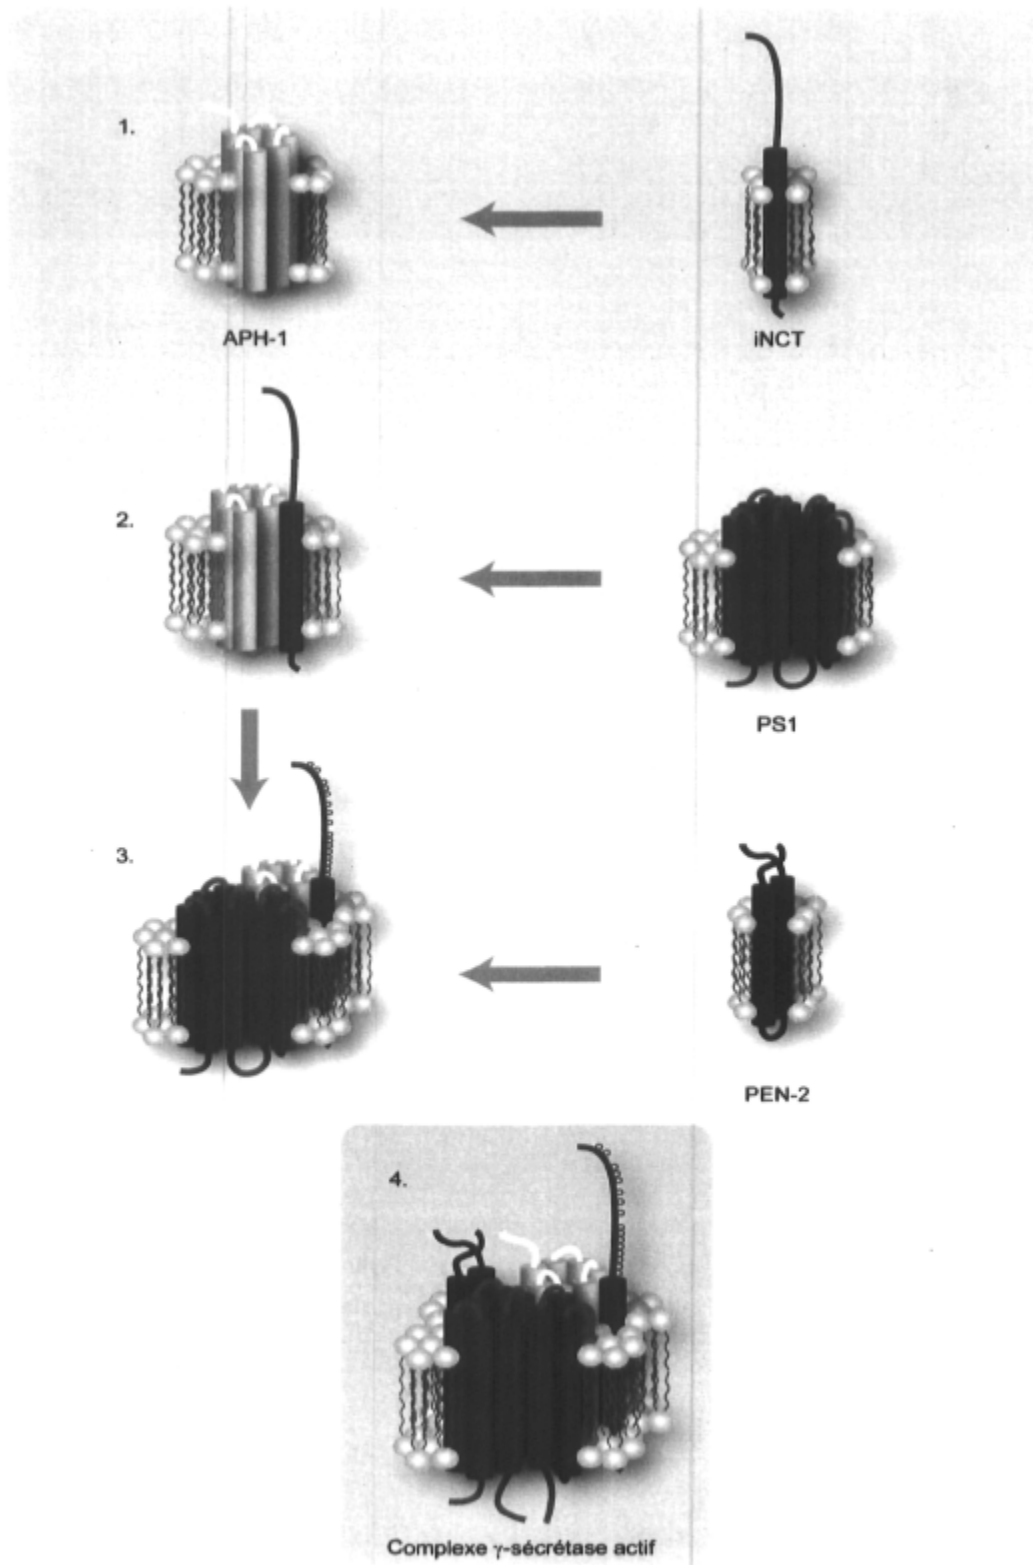 1.
APH-1
iNCT
2.
PS1
3.
PEN-2
4.
Complexe γ-sécrétase actif